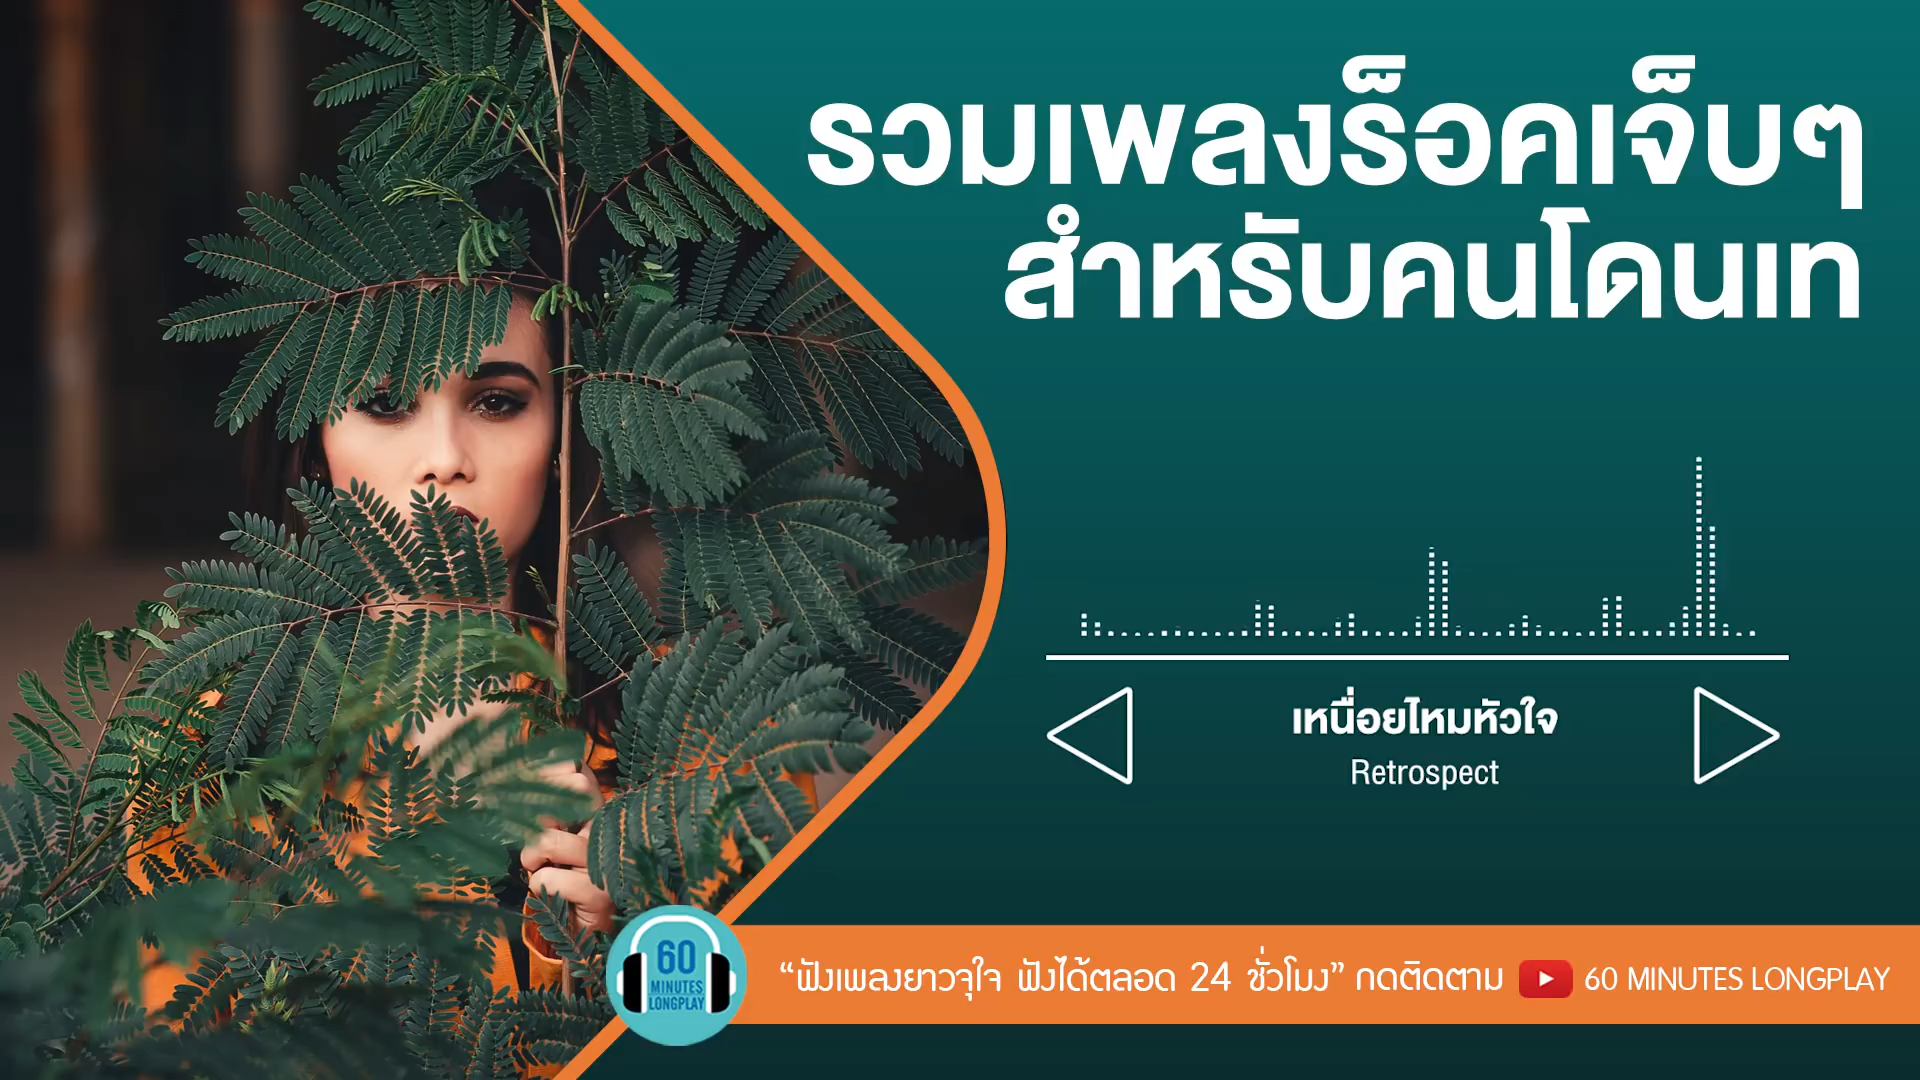 รวมเพลงร็อคเจ็บๆ
สำหรับคนโดนเท
เหนื่อยไหมหัวใจ
Retrospect
60
MINUTES
LONGPLAY
“ฟังเพลงยาวจุใจ ฟังได้ตลอด 24 ชั่วโมง” กดติดตาม 60 MINUTES LONGPLAY